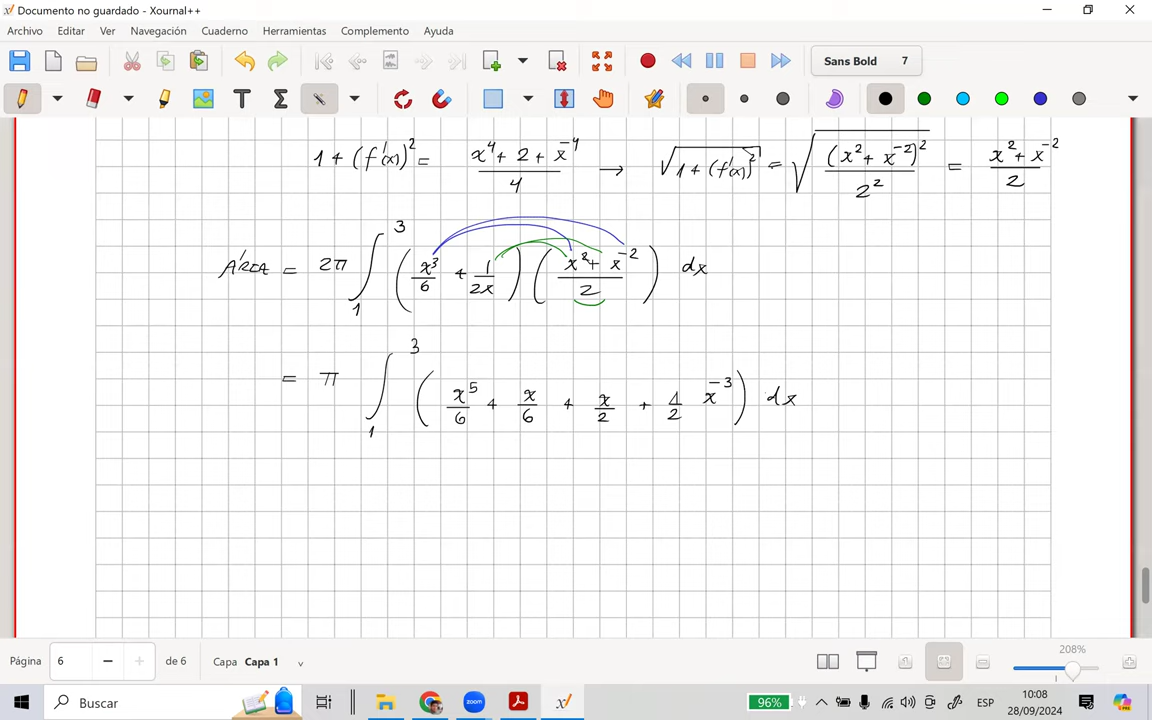 Documento no guardado - Xournal++
Archivo Editar Ver Navegación Cuaderno Herramientas Complemento Ayuda
Sans Bold 7
1 + (f'(x))² = (x⁴ + 2 + x⁻⁴)/4 → √(1 + (f'(x))²) = √((x² + x⁻²)²/2²) = (x² + x⁻²)/2
ÁREA = 2π ∫₁³ (x³/6 + 1/2x) ((x² + x⁻²)/2) dx
= π ∫₁³ (x⁵/6 + x/6 + x/2 + 1/2 x⁻³) dx
Página 6 de 6 Capa Capa 1 208%
Buscar 96% ESP 10:08
28/09/2024